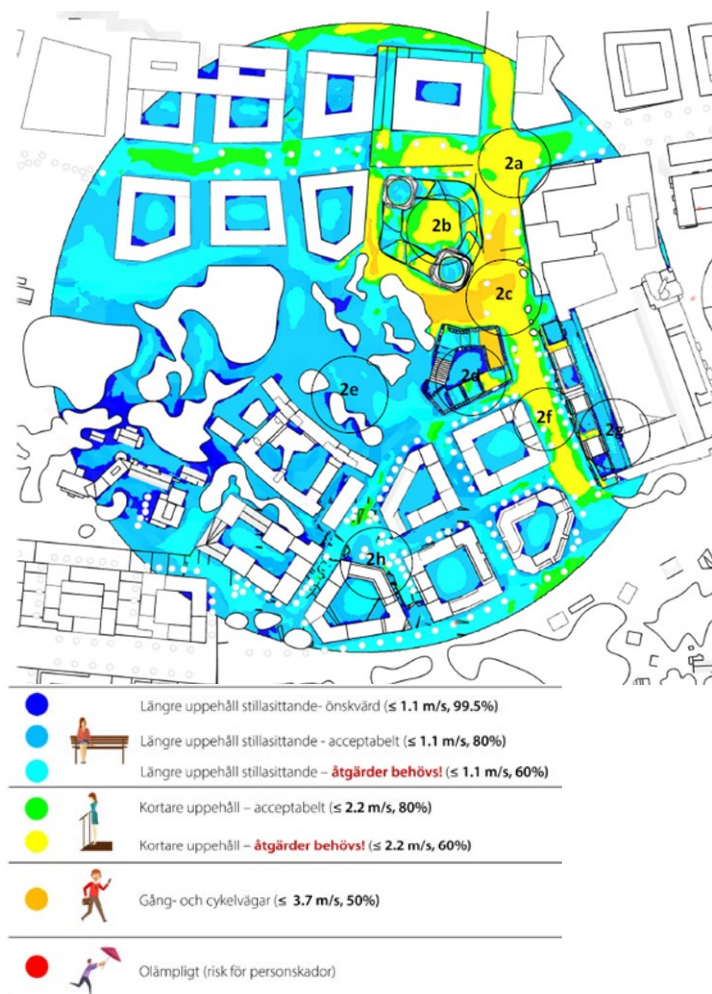 2a
2b
2c
2e
2d
2f
2g
2h
Längre uppehåll stillasittande- önskvärd (≤ 1.1 m/s, 99.5%)
Längre uppehåll stillasittande - acceptabelt (≤ 1.1 m/s, 80%)
Längre uppehåll stillasittande – åtgärder behövs! (≤ 1.1 m/s, 60%)
Kortare uppehåll – acceptabelt (≤ 2.2 m/s, 80%)
Kortare uppehåll – åtgärder behövs! (≤ 2.2 m/s, 60%)
Gång- och cykelvägar (≤ 3.7 m/s, 50%)
Olämpligt (risk för personskador)